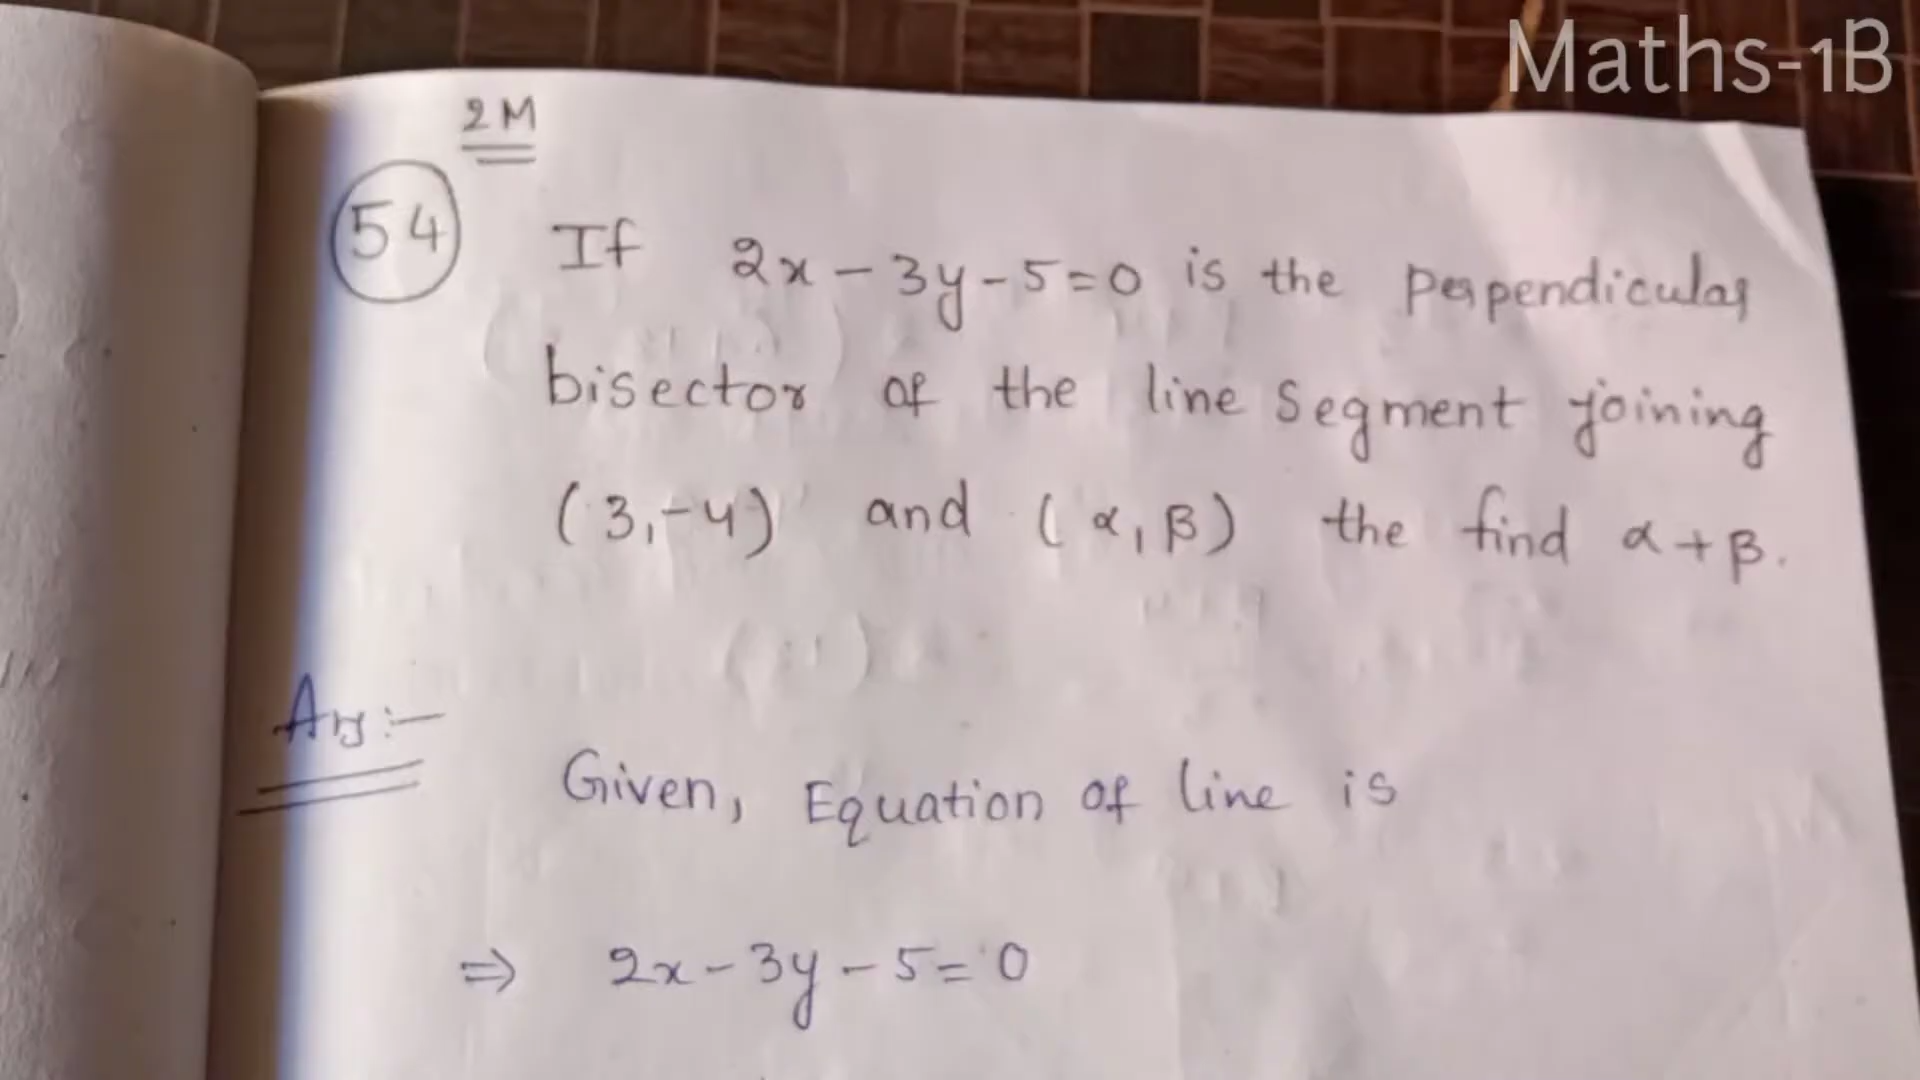 Maths-1B
2M
54 If 2x-3y-5=0 is the perpendicular
bisector of the line segment joining
(3,-4) and (α,β) the find α+β.
Ans:-
Given, Equation of line is
⇒ 2x-3y-5=0